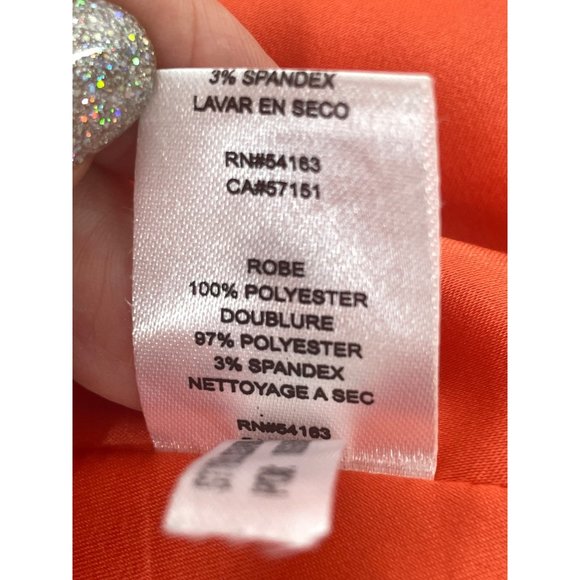 3% SPANDEX
LAVAR EN SECO
RN#54163
CA#57151
ROBE
100% POLYESTER
DOUBLURE
97% POLYESTER
3% SPANDEX
NETTOYAGE A SEC
RN#54163